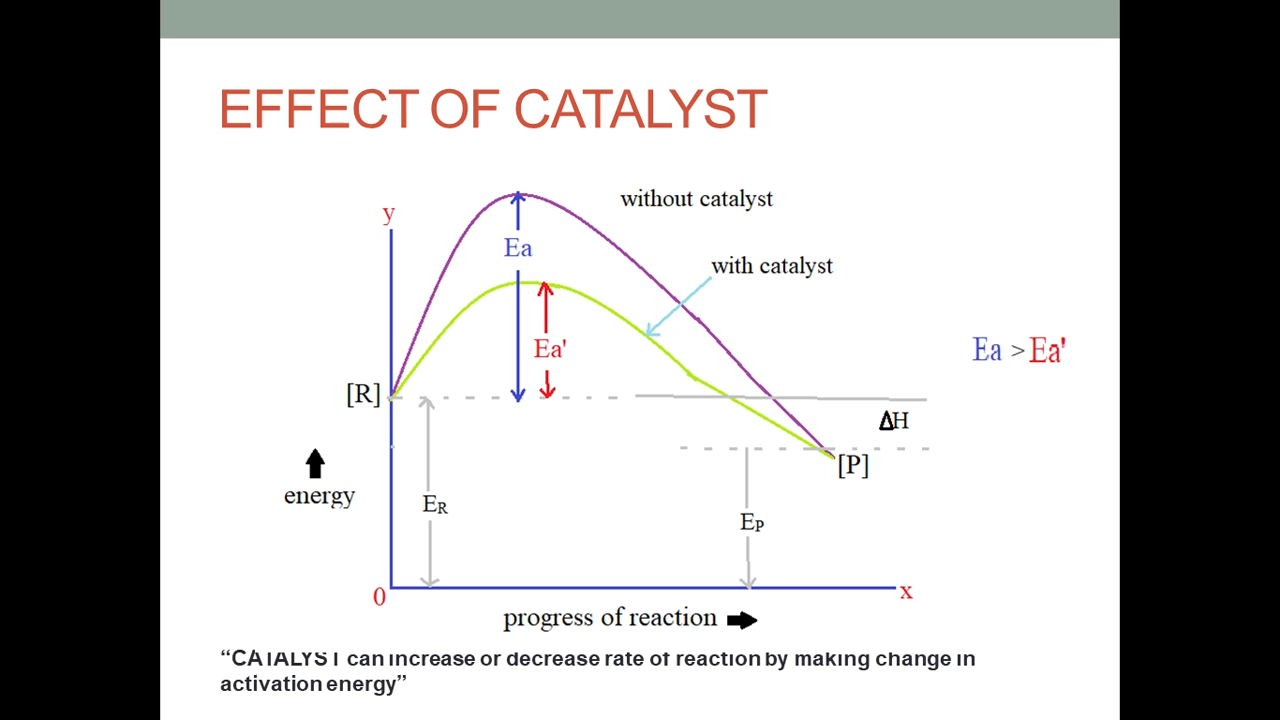 EFFECT OF CATALYST
without catalyst
y
Ea
with catalyst
Ea'
Ea > Ea'
[R]
ΔH
[P]
energy
ER
EP
0
x
progress of reaction
“CATALYST can increase or decrease rate of reaction by making change in
activation energy”